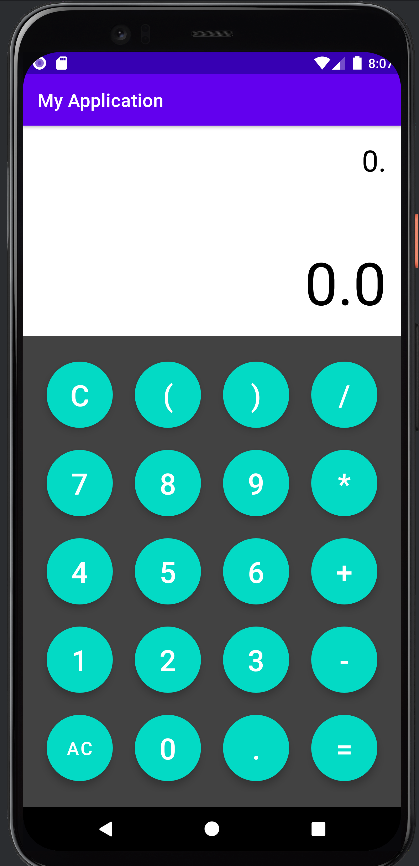 8:07
My Application
0.
0.0
C ( ) /
7 8 9 *
4 5 6 +
1 2 3 -
AC 0 . =